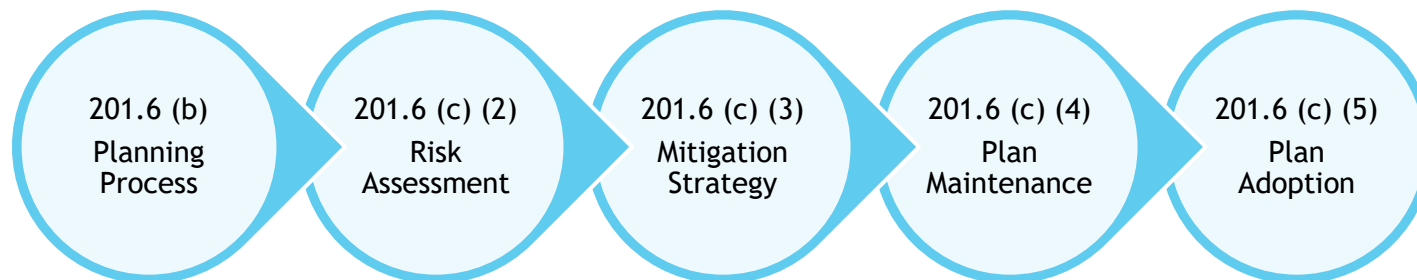 201.6 (b)
Planning
Process
201.6 (c) (2)
Risk
Assessment
201.6 (c) (3)
Mitigation
Strategy
201.6 (c) (4)
Plan
Maintenance
201.6 (c) (5)
Plan
Adoption